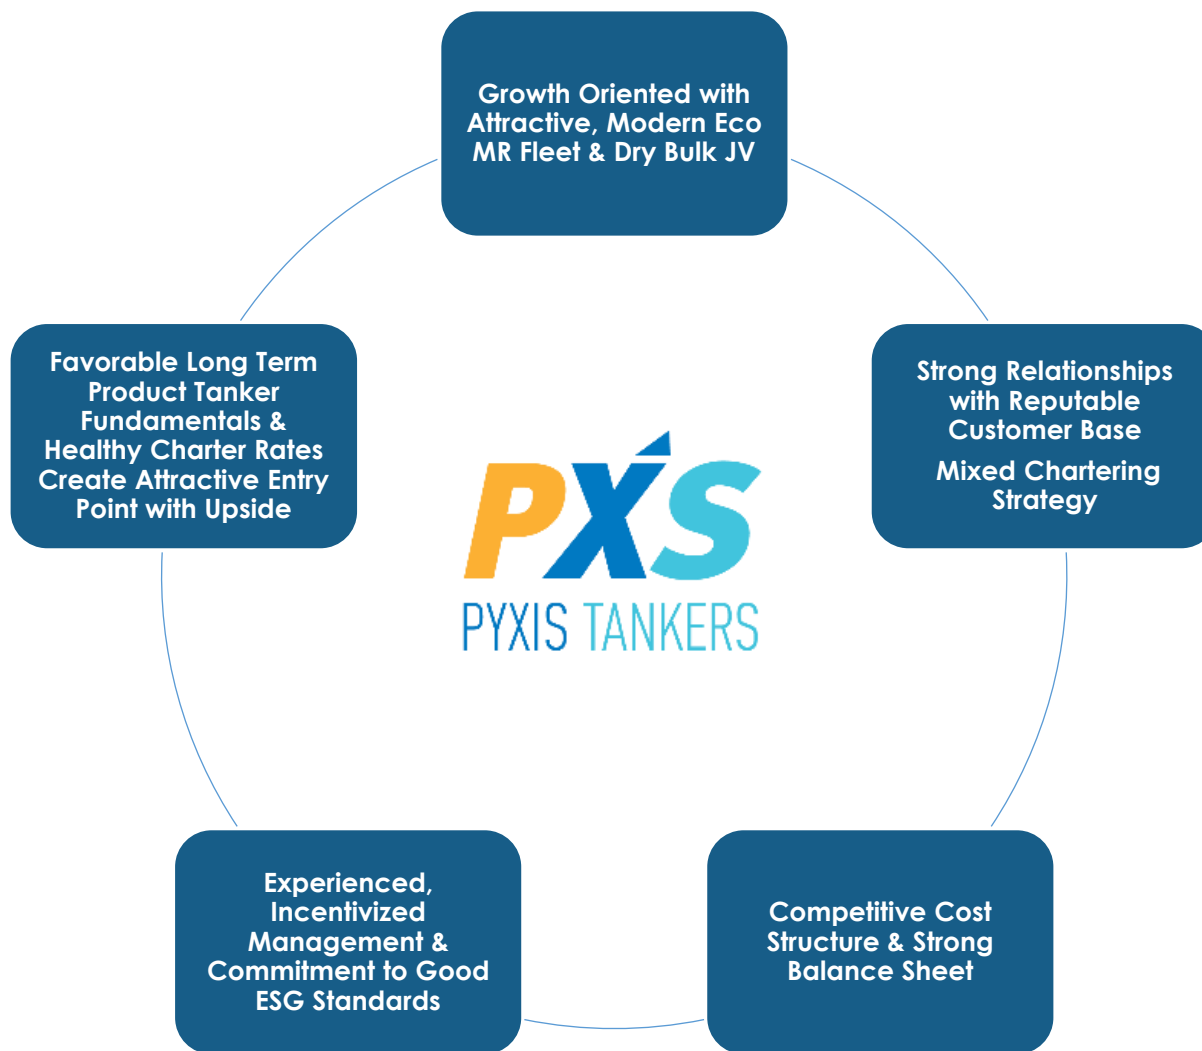 Growth Oriented with
Attractive, Modern Eco
MR Fleet & Dry Bulk JV
Favorable Long Term
Product Tanker
Fundamentals &
Healthy Charter Rates
Create Attractive Entry
Point with Upside
Strong Relationships
with Reputable
Customer Base
Mixed Chartering
Strategy
PXS
PYXIS TANKERS
Experienced,
Incentivized
Management &
Commitment to Good
ESG Standards
Competitive Cost
Structure & Strong
Balance Sheet